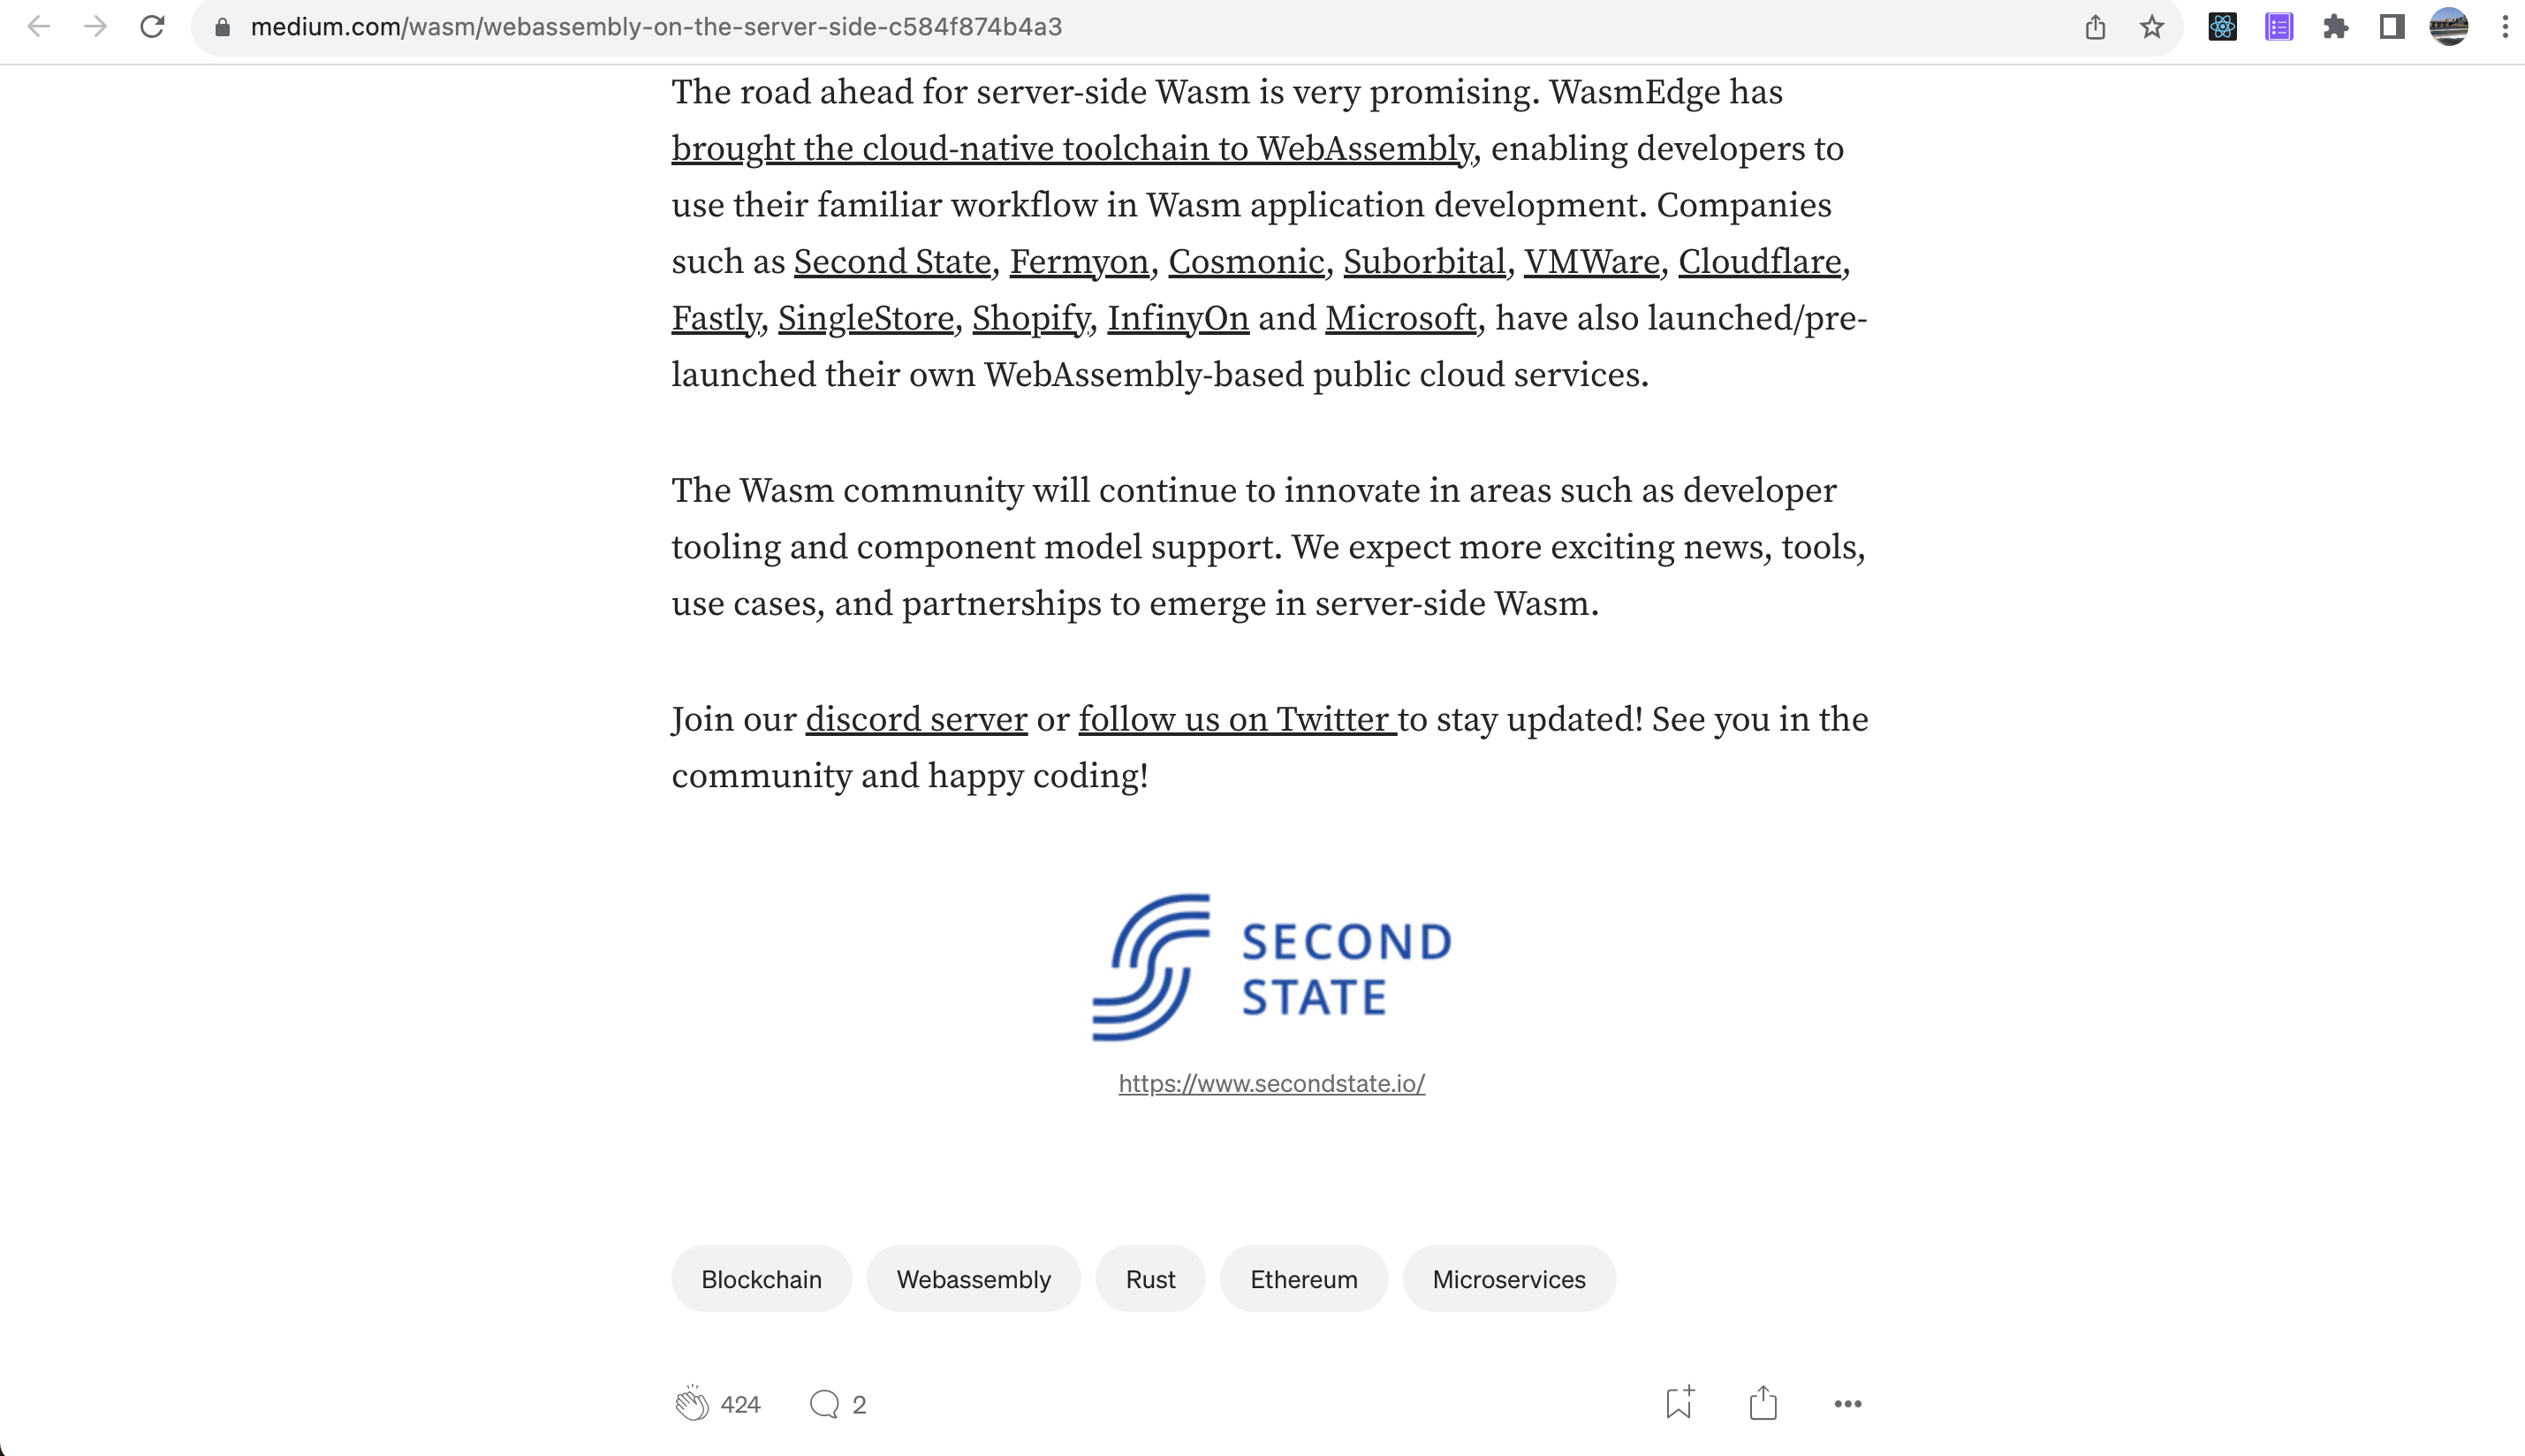 medium.com/wasm/webassembly-on-the-server-side-c584f874b4a3
The road ahead for server-side Wasm is very promising. WasmEdge has
brought the cloud-native toolchain to WebAssembly, enabling developers to
use their familiar workflow in Wasm application development. Companies
such as Second State, Fermyon, Cosmonic, Suborbital, VMWare, Cloudflare,
Fastly, SingleStore, Shopify, InfinyOn and Microsoft, have also launched/pre-
launched their own WebAssembly-based public cloud services.
The Wasm community will continue to innovate in areas such as developer
tooling and component model support. We expect more exciting news, tools,
use cases, and partnerships to emerge in server-side Wasm.
Join our discord server or follow us on Twitter to stay updated! See you in the
community and happy coding!
SECOND
STATE
https://www.secondstate.io/
Blockchain Webassembly Rust Ethereum Microservices
424 2